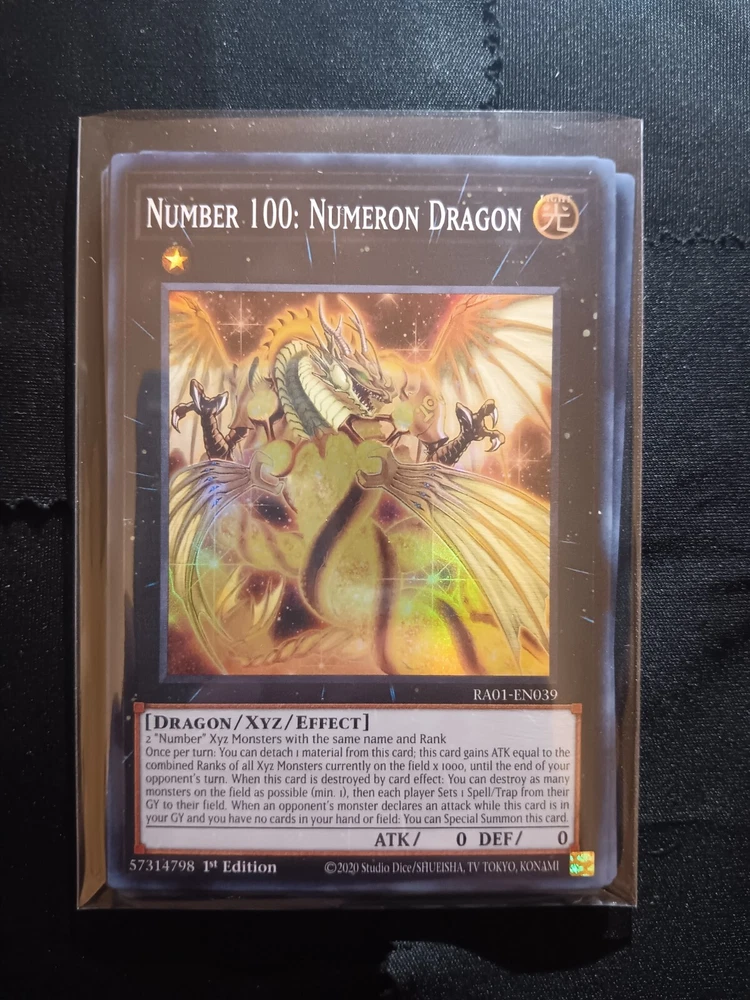 NUMBER 100: NUMERON DRAGON
LIGHT
光
RA01-EN039
[DRAGON/XYZ/EFFECT]
2 "Number" Xyz Monsters with the same name and Rank
Once per turn: You can detach 1 material from this card; this card gains ATK equal to the
combined Ranks of all Xyz Monsters currently on the field x 1000, until the end of your
opponent's turn. When this card is destroyed by card effect: You can destroy as many
monsters on the field as possible (min. 1), then each player Sets 1 Spell/Trap from their
GY to their field. When an opponent's monster declares an attack while this card is in
your GY and you have no cards in your hand or field: You can Special Summon this card.
ATK/ 0 DEF/ 0
57314798 1st Edition ©2020 Studio Dice/SHUEISHA, TV TOKYO, KONAMI